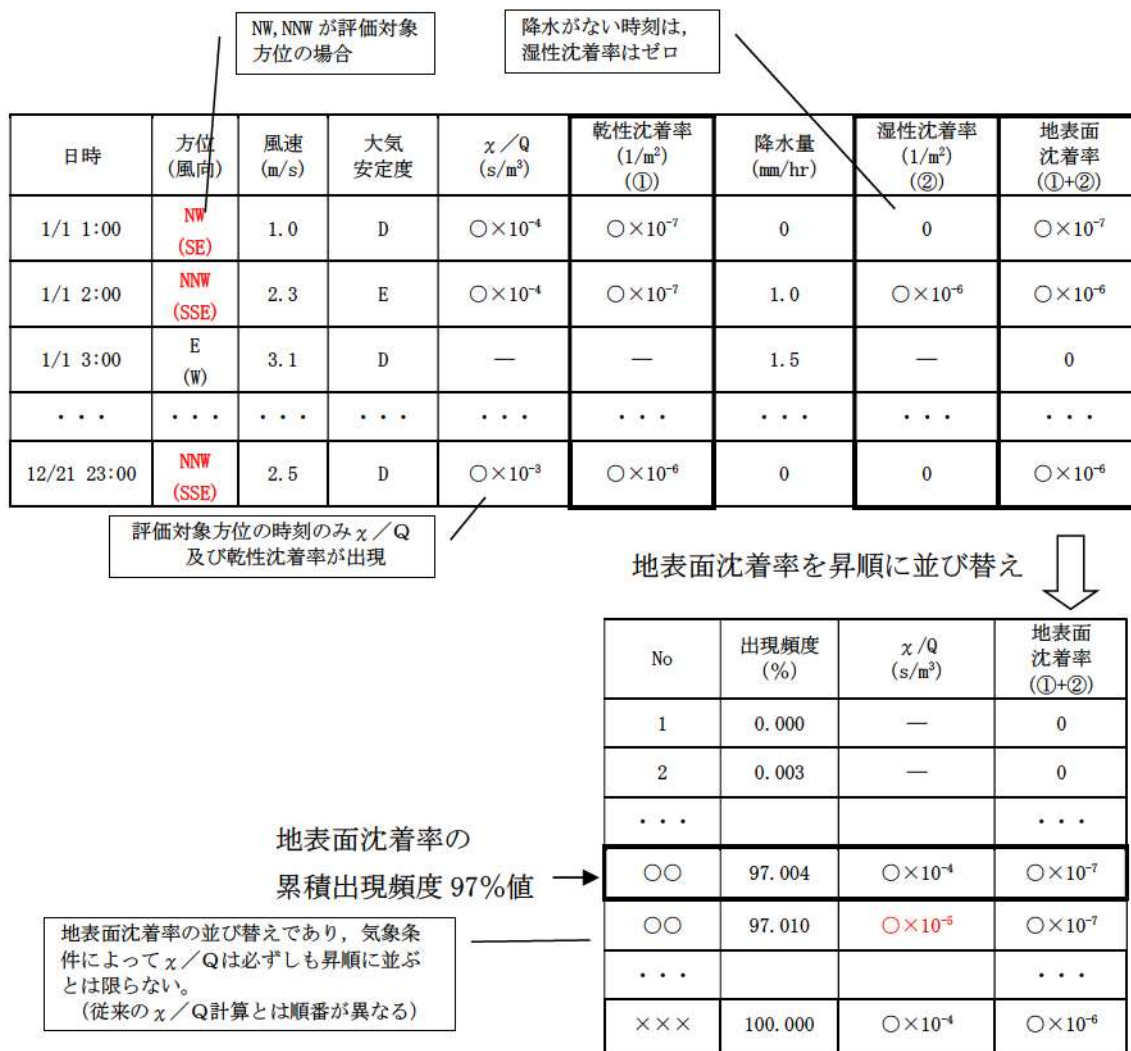 NW, NNW が評価対象
方位の場合
降水がない時刻は，
湿性沈着率はゼロ
日時 方位 (風向) 風速 (m/s) 大気 安定度 χ／Q (s/m³) 乾性沈着率 (1/m²) (①) 降水量 (mm/hr) 湿性沈着率 (1/m²) (②) 地表面 沈着率 (①+②)
1/1 1:00 NW (SE) 1.0 D ○×10⁻⁴ ○×10⁻⁷ 0 0 ○×10⁻⁷
1/1 2:00 NNW (SSE) 2.3 E ○×10⁻⁴ ○×10⁻⁷ 1.0 ○×10⁻⁶ ○×10⁻⁶
1/1 3:00 E (W) 3.1 D — — 1.5 — 0
・・・ ・・・ ・・・ ・・・ ・・・ ・・・ ・・・ ・・・ ・・・
12/21 23:00 NNW (SSE) 2.5 D ○×10⁻³ ○×10⁻⁶ 0 0 ○×10⁻⁶
評価対象方位の時刻のみχ／Q
及び乾性沈着率が出現
地表面沈着率を昇順に並び替え
No 出現頻度 (%) χ/Q (s/m³) 地表面 沈着率 (①+②)
1 0.000 — 0
2 0.003 — 0
・・・ ・・・
地表面沈着率の
累積出現頻度 97%値
○○ 97.004 ○×10⁻⁴ ○×10⁻⁷
○○ 97.010 ○×10⁻⁵ ○×10⁻⁷
・・・ ・・・
××× 100.000 ○×10⁻⁴ ○×10⁻⁶
地表面沈着率の並び替えであり，気象条
件によってχ／Qは必ずしも昇順に並ぶ
とは限らない。
（従来のχ／Q計算とは順番が異なる）